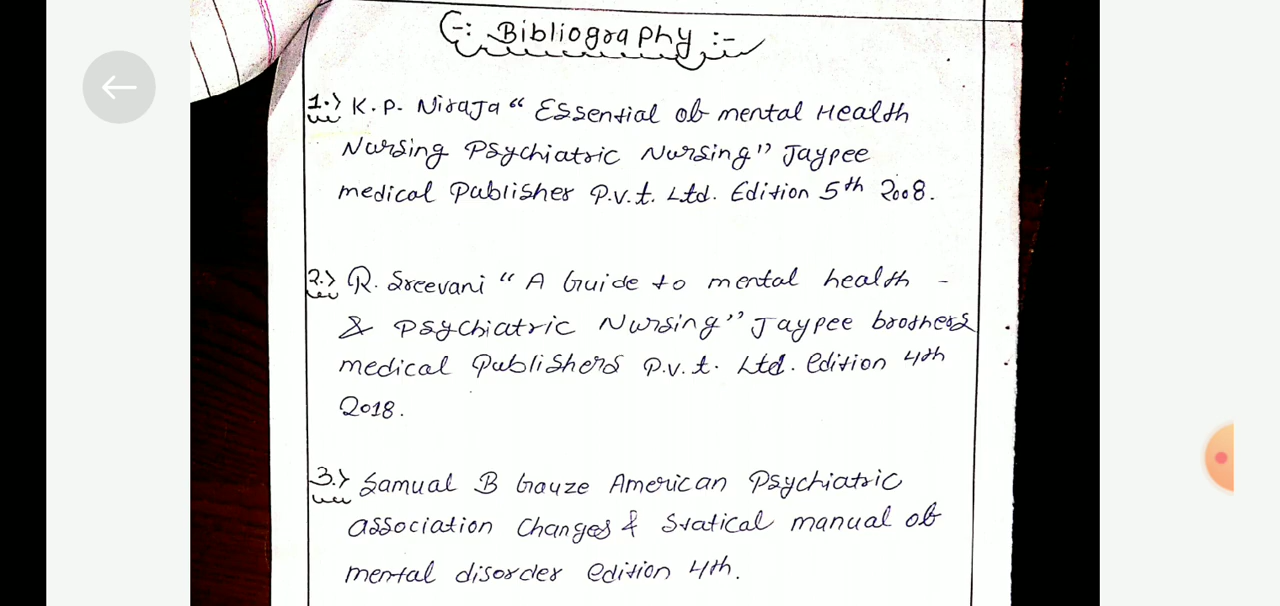 :- Bibliography :-
1.> K.P. Niraja " Essential of mental Health
Nursing Psychiatric Nursing" Jaypee
medical Publisher P.v.t. Ltd. Edition 5th 2008.
2.> R. Sreevani " A Guide to mental health -
& Psychiatric Nursing" Jaypee brothers
medical Publishers P.v.t. Ltd. Edition 4th
2018.
3.> Samual B Gauze American Psychiatric
association Changes & Statical manual of
mental disorder edition 4th.